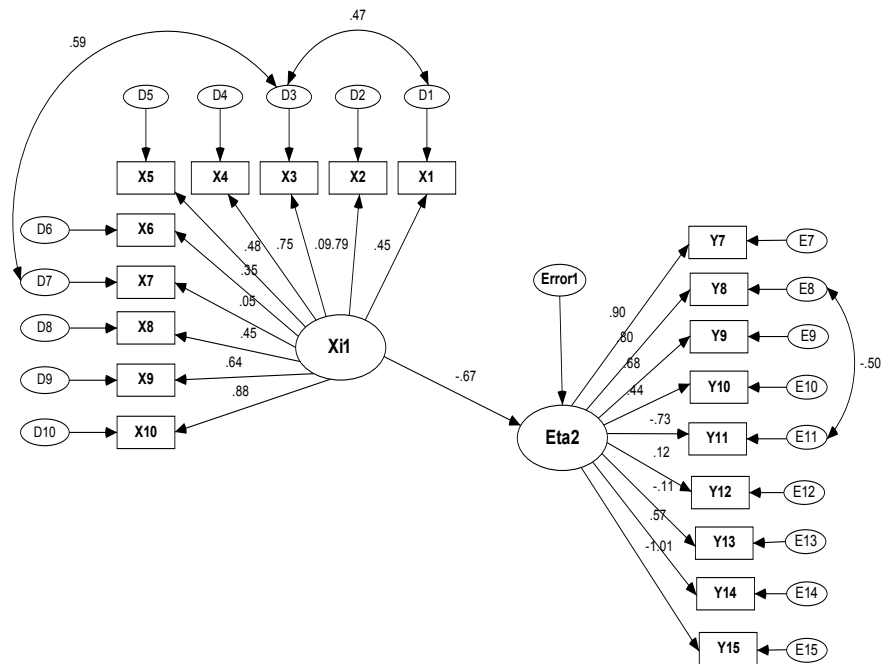 .47
.59
D5 D4 D3 D2 D1
X5 X4 X3 X2 X1
D6 X6
.48 .75 .09 .79 .45
Y7 E7
.35
D7 X7
Error1
Y8 E8
.05
.90
D8 X8
.45
Xi1
.80
Y9 E9
.64
.68
D9 X9
-.67
-.50
.88
Y10 E10
.44
D10 X10
-.73
Eta2
Y11 E11
.12
-.11
Y12 E12
.57
Y13 E13
-1.01
Y14 E14
Y15 E15